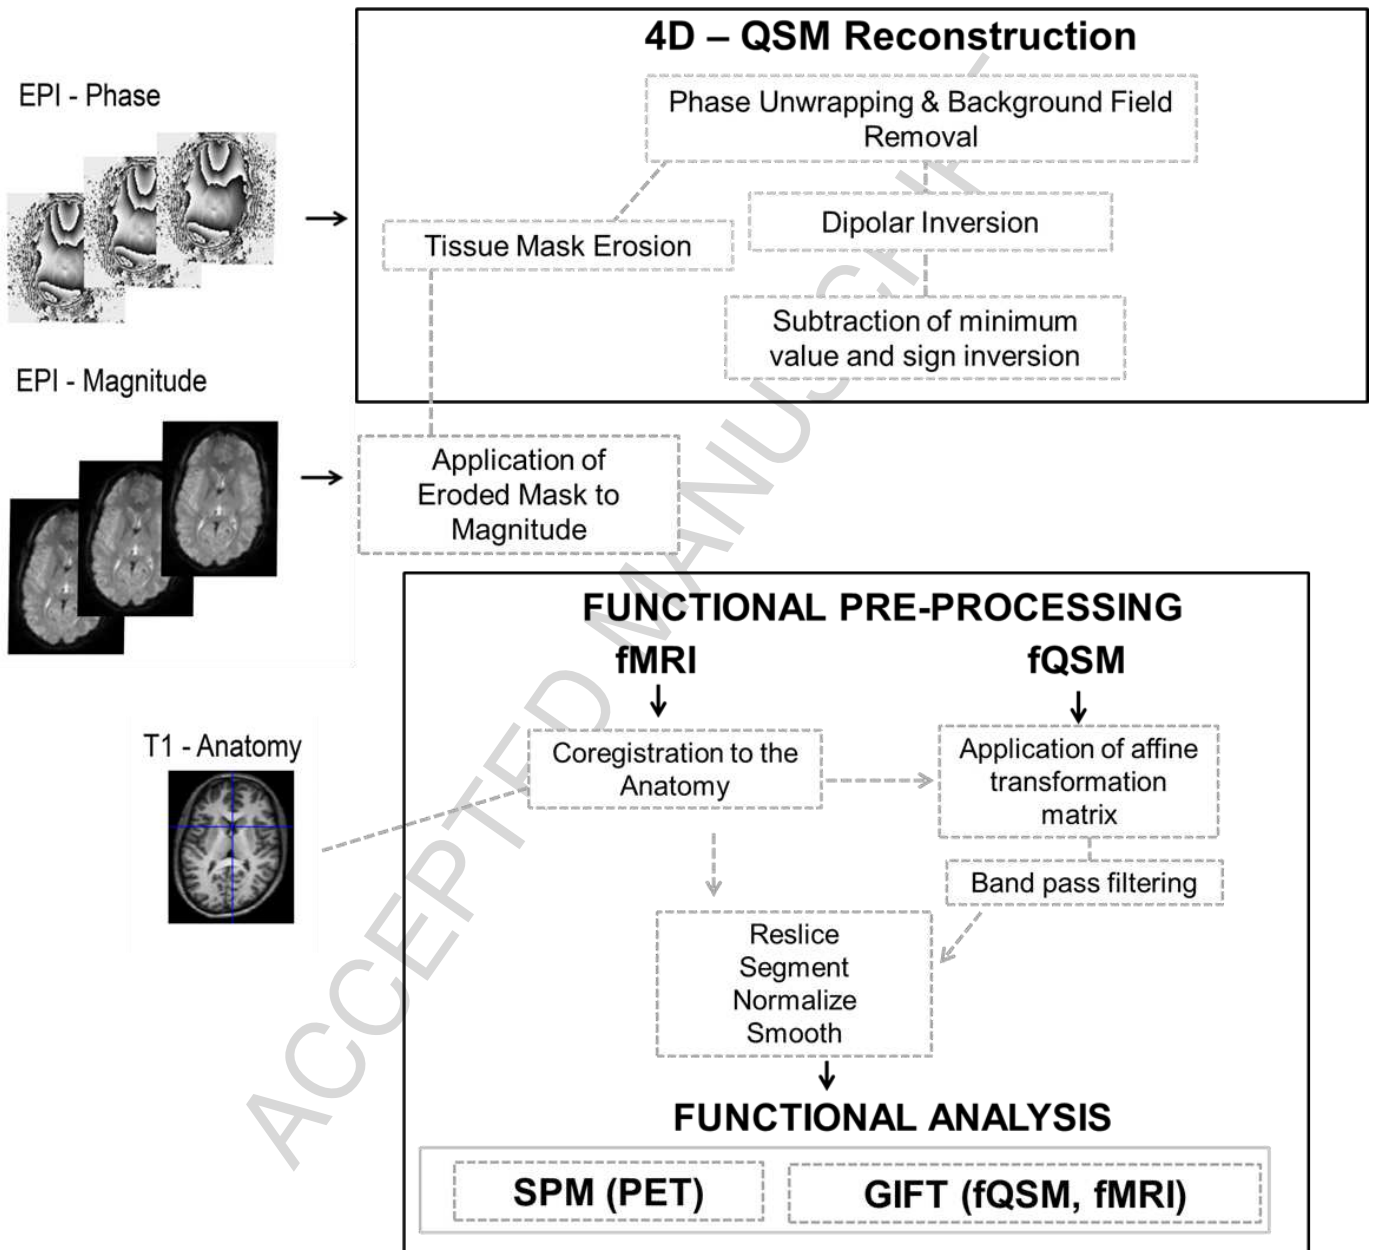 4D – QSM Reconstruction
EPI - Phase
Phase Unwrapping & Background Field
Removal
Tissue Mask Erosion
Dipolar Inversion
Subtraction of minimum
value and sign inversion
EPI - Magnitude
Application of
Eroded Mask to
Magnitude
FUNCTIONAL PRE-PROCESSING
fMRI
fQSM
T1 - Anatomy
Coregistration to the
Anatomy
Application of affine
transformation
matrix
Band pass filtering
Reslice
Segment
Normalize
Smooth
FUNCTIONAL ANALYSIS
SPM (PET)
GIFT (fQSM, fMRI)
ACCEPTED MANUSCRIPT